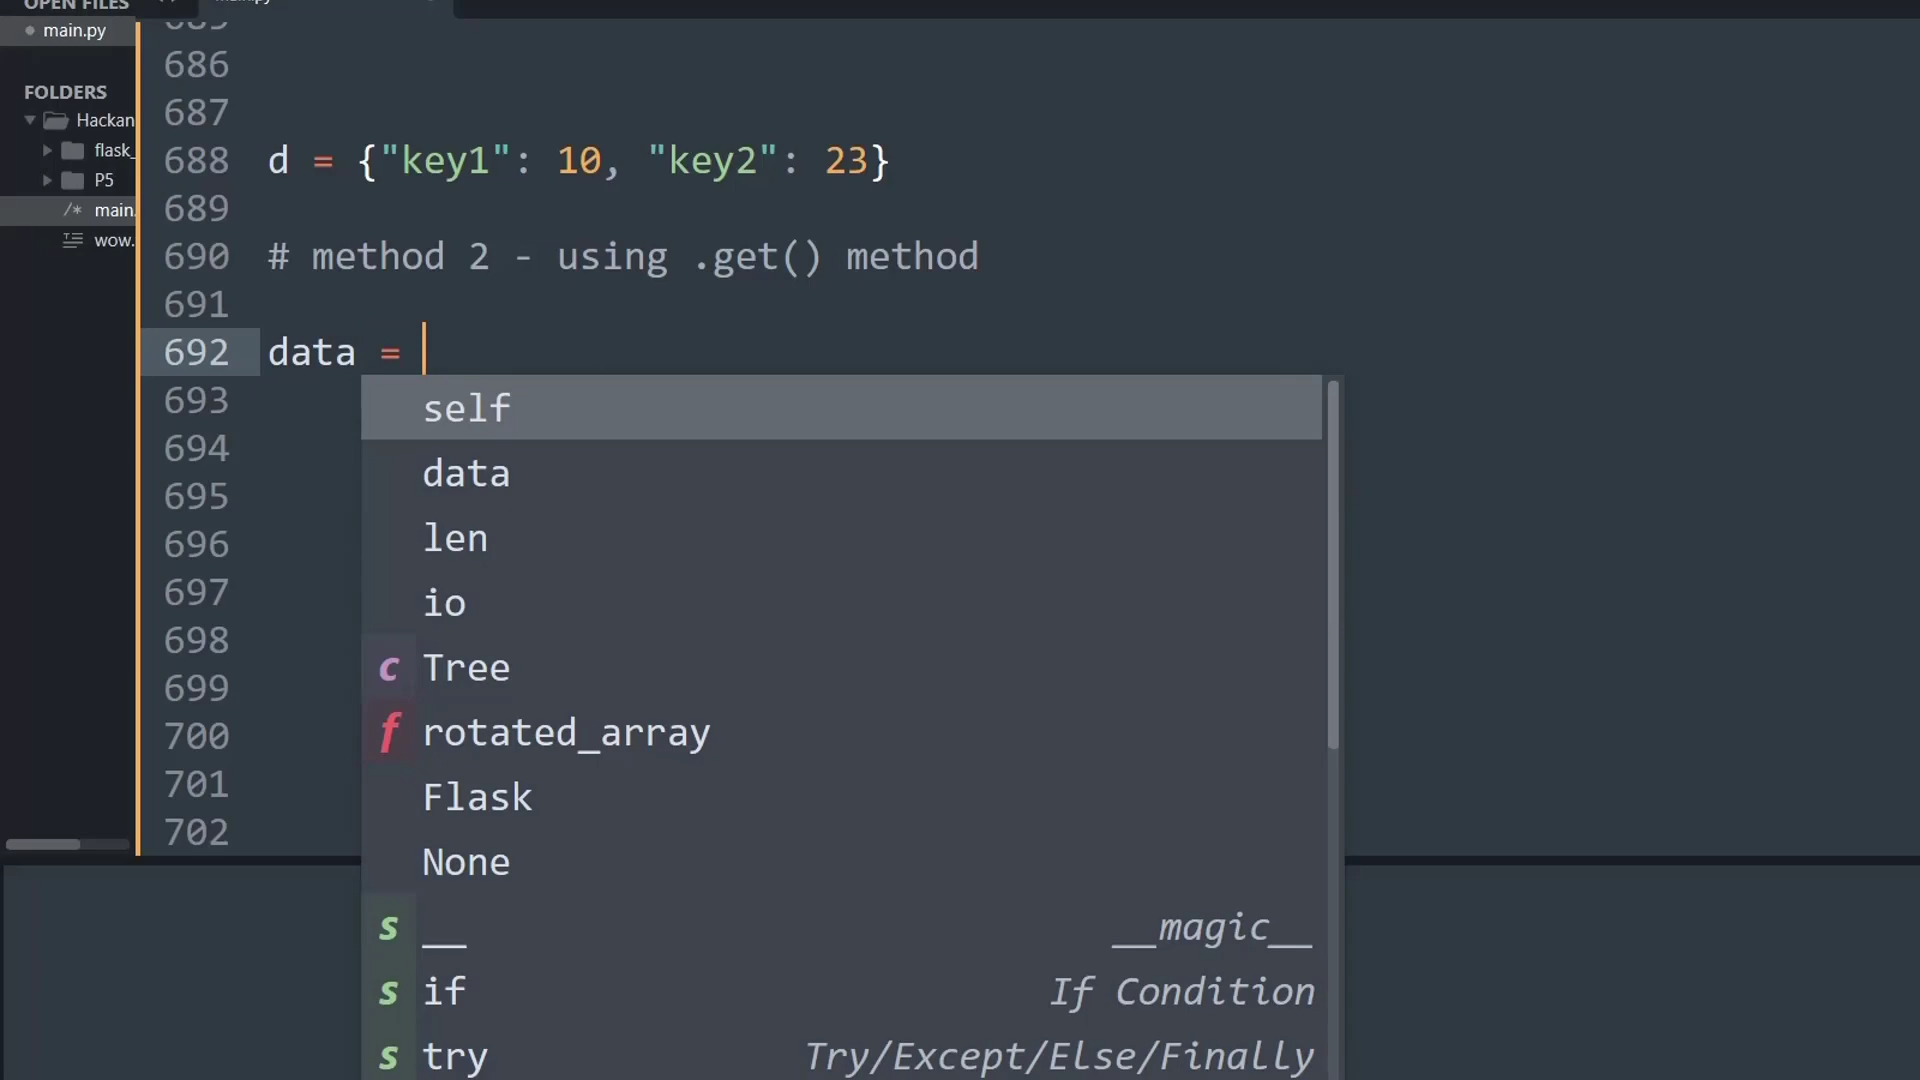 OPEN FILES
main.py
FOLDERS
Hackan
flask_
P5
/* main.
wow.
686
687
688 d = {"key1": 10, "key2": 23}
689
690 # method 2 - using .get() method
691
692 data =
693
694
695
696
697
698
699
700
701
702
self
data
len
io
c Tree
f rotated_array
Flask
None
s __ __magic__
s if If Condition
s try Try/Except/Else/Finally